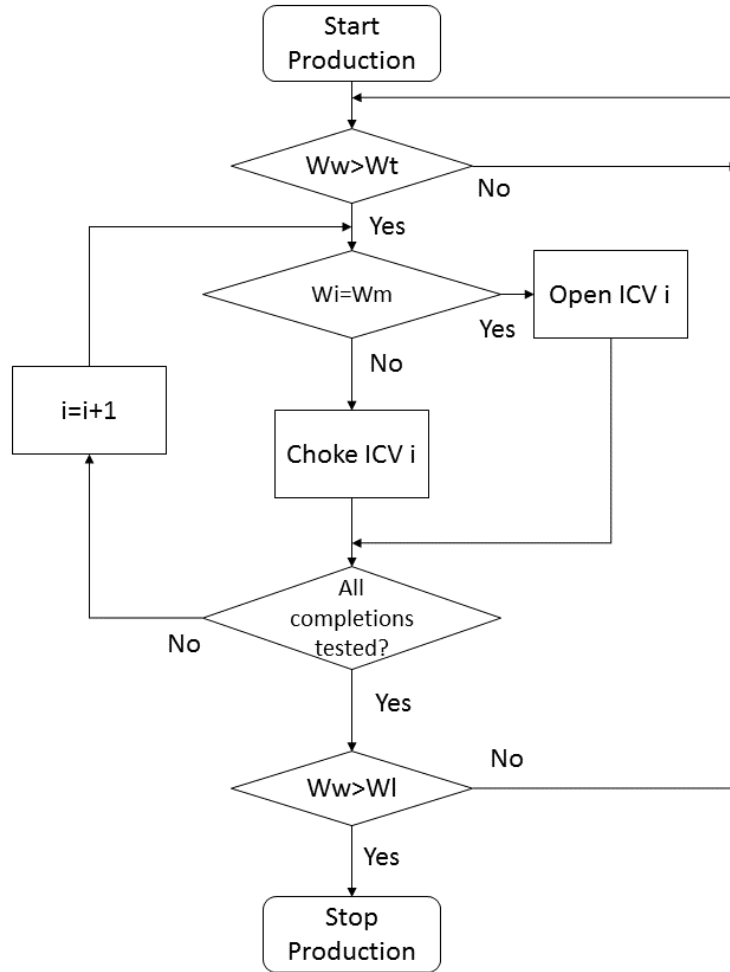 Start
Production
Ww>Wt
No
Yes
Wi=Wm
Yes
Open ICV i
No
i=i+1
Choke ICV i
All
completions
tested?
No
Yes
Ww>Wl
No
Yes
Stop
Production